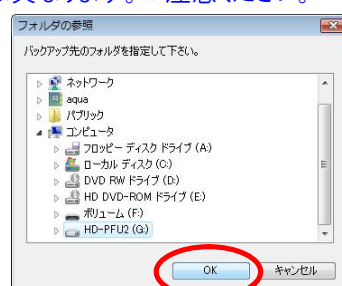 ます。ご注意ください。
フォルダの参照
バックアップ先のフォルダを指定して下さい。
ネットワーク
aqua
パブリック
コンピュータ
フロッピー ディスク ドライブ (A:)
ローカル ディスク (C:)
DVD RW ドライブ (D:)
HD DVD-ROM ドライブ (E:)
ボリューム (F:)
HD-PFU2 (G:)
OK
キャンセル